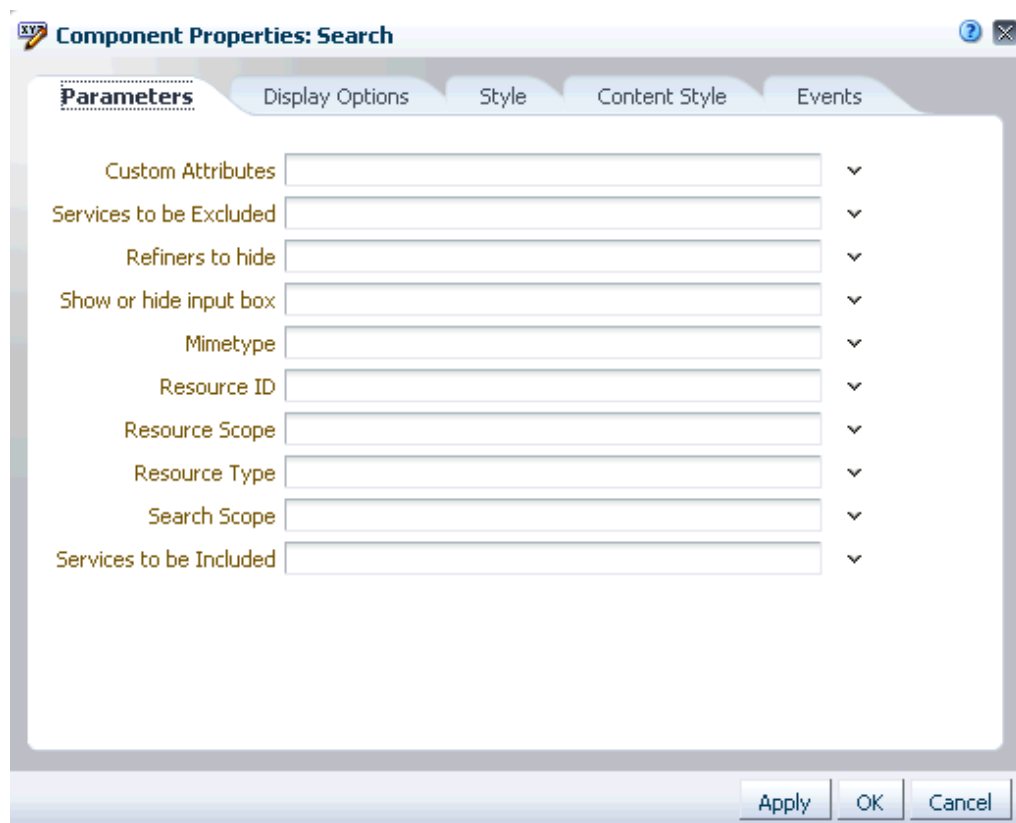 Component Properties: Search
Parameters Display Options Style Content Style Events
Custom Attributes
Services to be Excluded
Refiners to hide
Show or hide input box
Mimetype
Resource ID
Resource Scope
Resource Type
Search Scope
Services to be Included
Apply OK Cancel